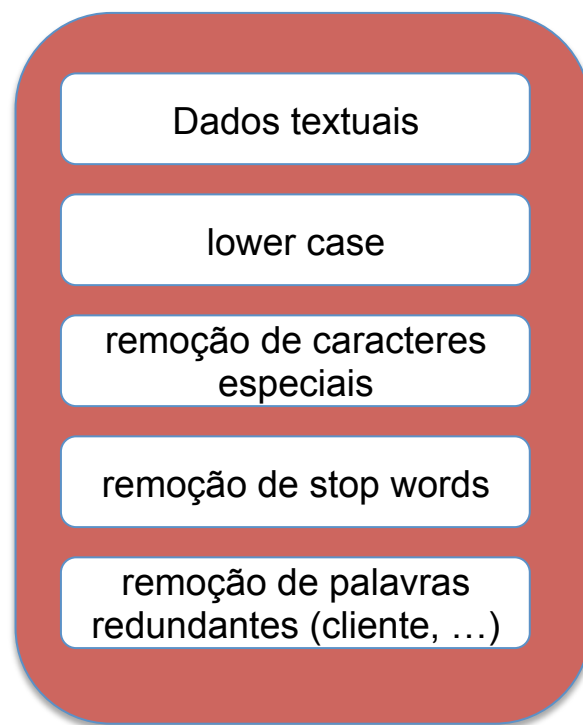 Dados textuais
lower case
remoção de caracteres
especiais
remoção de stop words
remoção de palavras
redundantes (cliente, …)